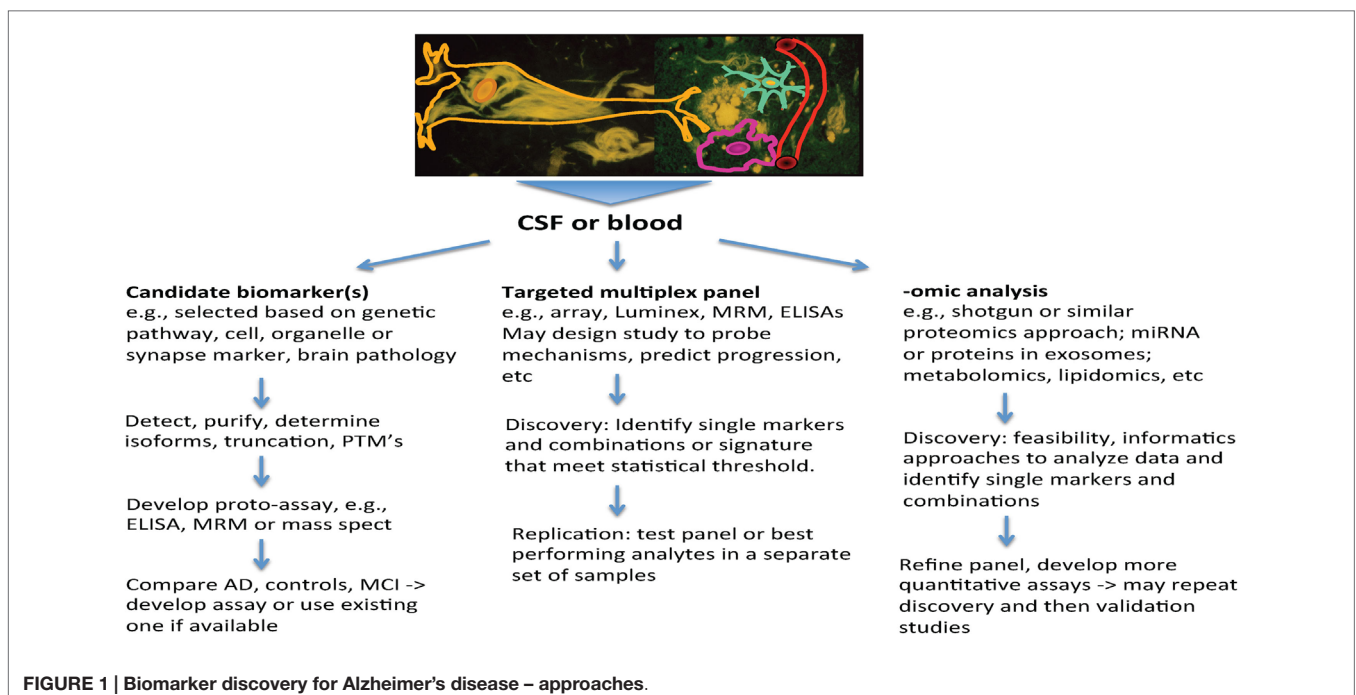 CSF or blood
Candidate biomarker(s)
e.g., selected based on genetic
pathway, cell, organelle or
synapse marker, brain pathology
Detect, purify, determine
isoforms, truncation, PTM's
Develop proto-assay, e.g.,
ELISA, MRM or mass spect
Compare AD, controls, MCI ->
develop assay or use existing
one if available
Targeted multiplex panel
e.g., array, Luminex, MRM, ELISAs
May design study to probe
mechanisms, predict progression,
etc
Discovery: Identify single markers
and combinations or signature
that meet statistical threshold.
Replication: test panel or best
performing analytes in a separate
set of samples
-omic analysis
e.g., shotgun or similar
proteomics approach; miRNA
or proteins in exosomes;
metabolomics, lipidomics, etc
Discovery: feasibility, informatics
approaches to analyze data and
identify single markers and
combinations
Refine panel, develop more
quantitative assays -> may repeat
discovery and then validation
studies
FIGURE 1 | Biomarker discovery for Alzheimer's disease – approaches.